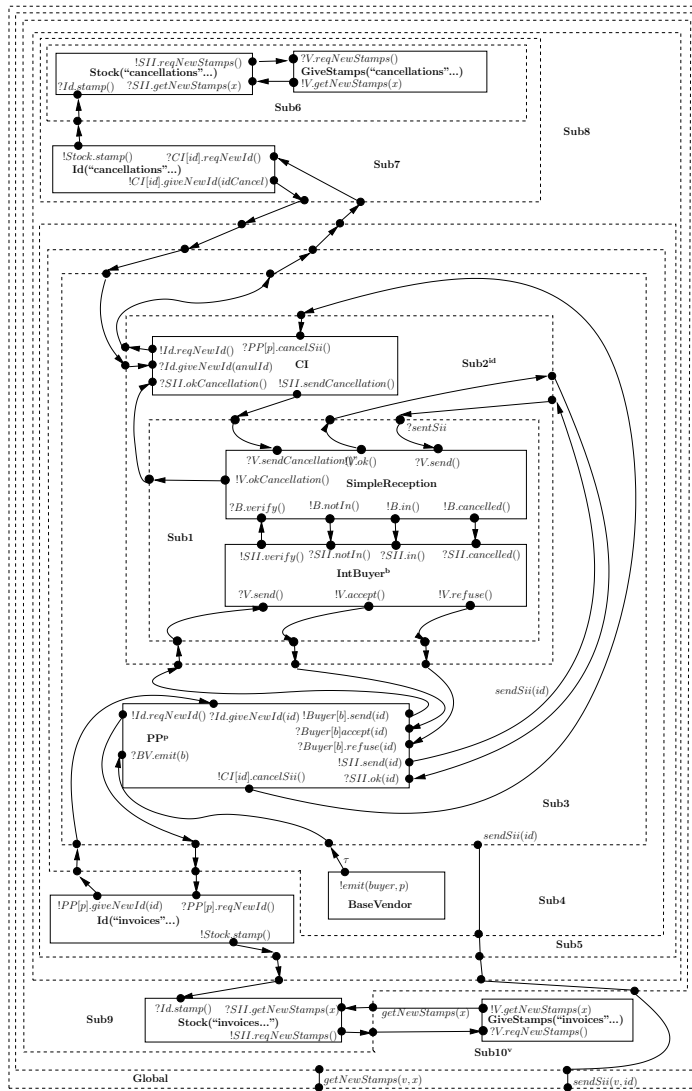 !SII.reqNewStamps()
?V.reqNewStamps()
Stock("cancellations"...)
GiveStamps("cancellations"...)
?Id.stamp()
?SII.getNewStamps(x)
!V.getNewStamps(x)
Sub6
Sub8
!Stock.stamp()
?CI[id].reqNewId()
Sub7
Id("cancellations"...)
!CI[id].giveNewId(idCancel)
!Id.reqNewId()
?PP[p].cancelSii()
?Id.giveNewId(anulId)
CI
Sub2id
?SII.okCancellation()
!SII.sendCancellation()
?sentSii
?V.sendCancellation()
!V.ok()
?V.send()
!V.okCancellation()
SimpleReception
?B.verify()
!B.notIn()
!B.in()
!B.cancelled()
Sub1
!SII.verify()
?SII.notIn()
?SII.in()
?SII.cancelled()
IntBuyerb
?V.send()
!V.accept()
!V.refuse()
sendSii(id)
!Id.reqNewId()
?Id.giveNewId(id)
!Buyer[b].send(id)
?Buyer[b]accept(id)
PPp
?Buyer[b].refuse(id)
?BV.emit(b)
!SII.send(id)
!CI[id].cancelSii()
?SII.ok(id)
Sub3
sendSii(id)
τ
!emit(buyer, p)
!PP[p].giveNewId(id)
?PP[p].reqNewId()
BaseVendor
Sub4
Id("invoices"...)
!Stock.stamp()
Sub5
?Id.stamp()
?SII.getNewStamps(x)
getNewStamps(x)
!V.getNewStamps(x)
Sub9
Stock("invoices...")
GiveStamps("invoices"...)
!SII.reqNewStamps()
?V.reqNewStamps()
Sub10v
Global
getNewStamps(v, x)
sendSii(v, id)